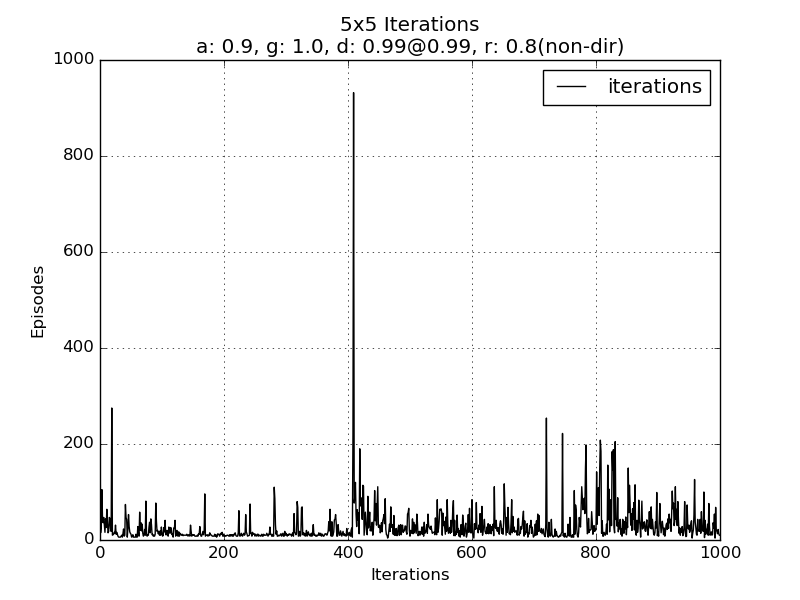 5x5 Iterations
a: 0.9, g: 1.0, d: 0.99@0.99, r: 0.8(non-dir)
iterations
1000
800
600
400
200
0
Episodes
0 200 400 600 800 1000
Iterations